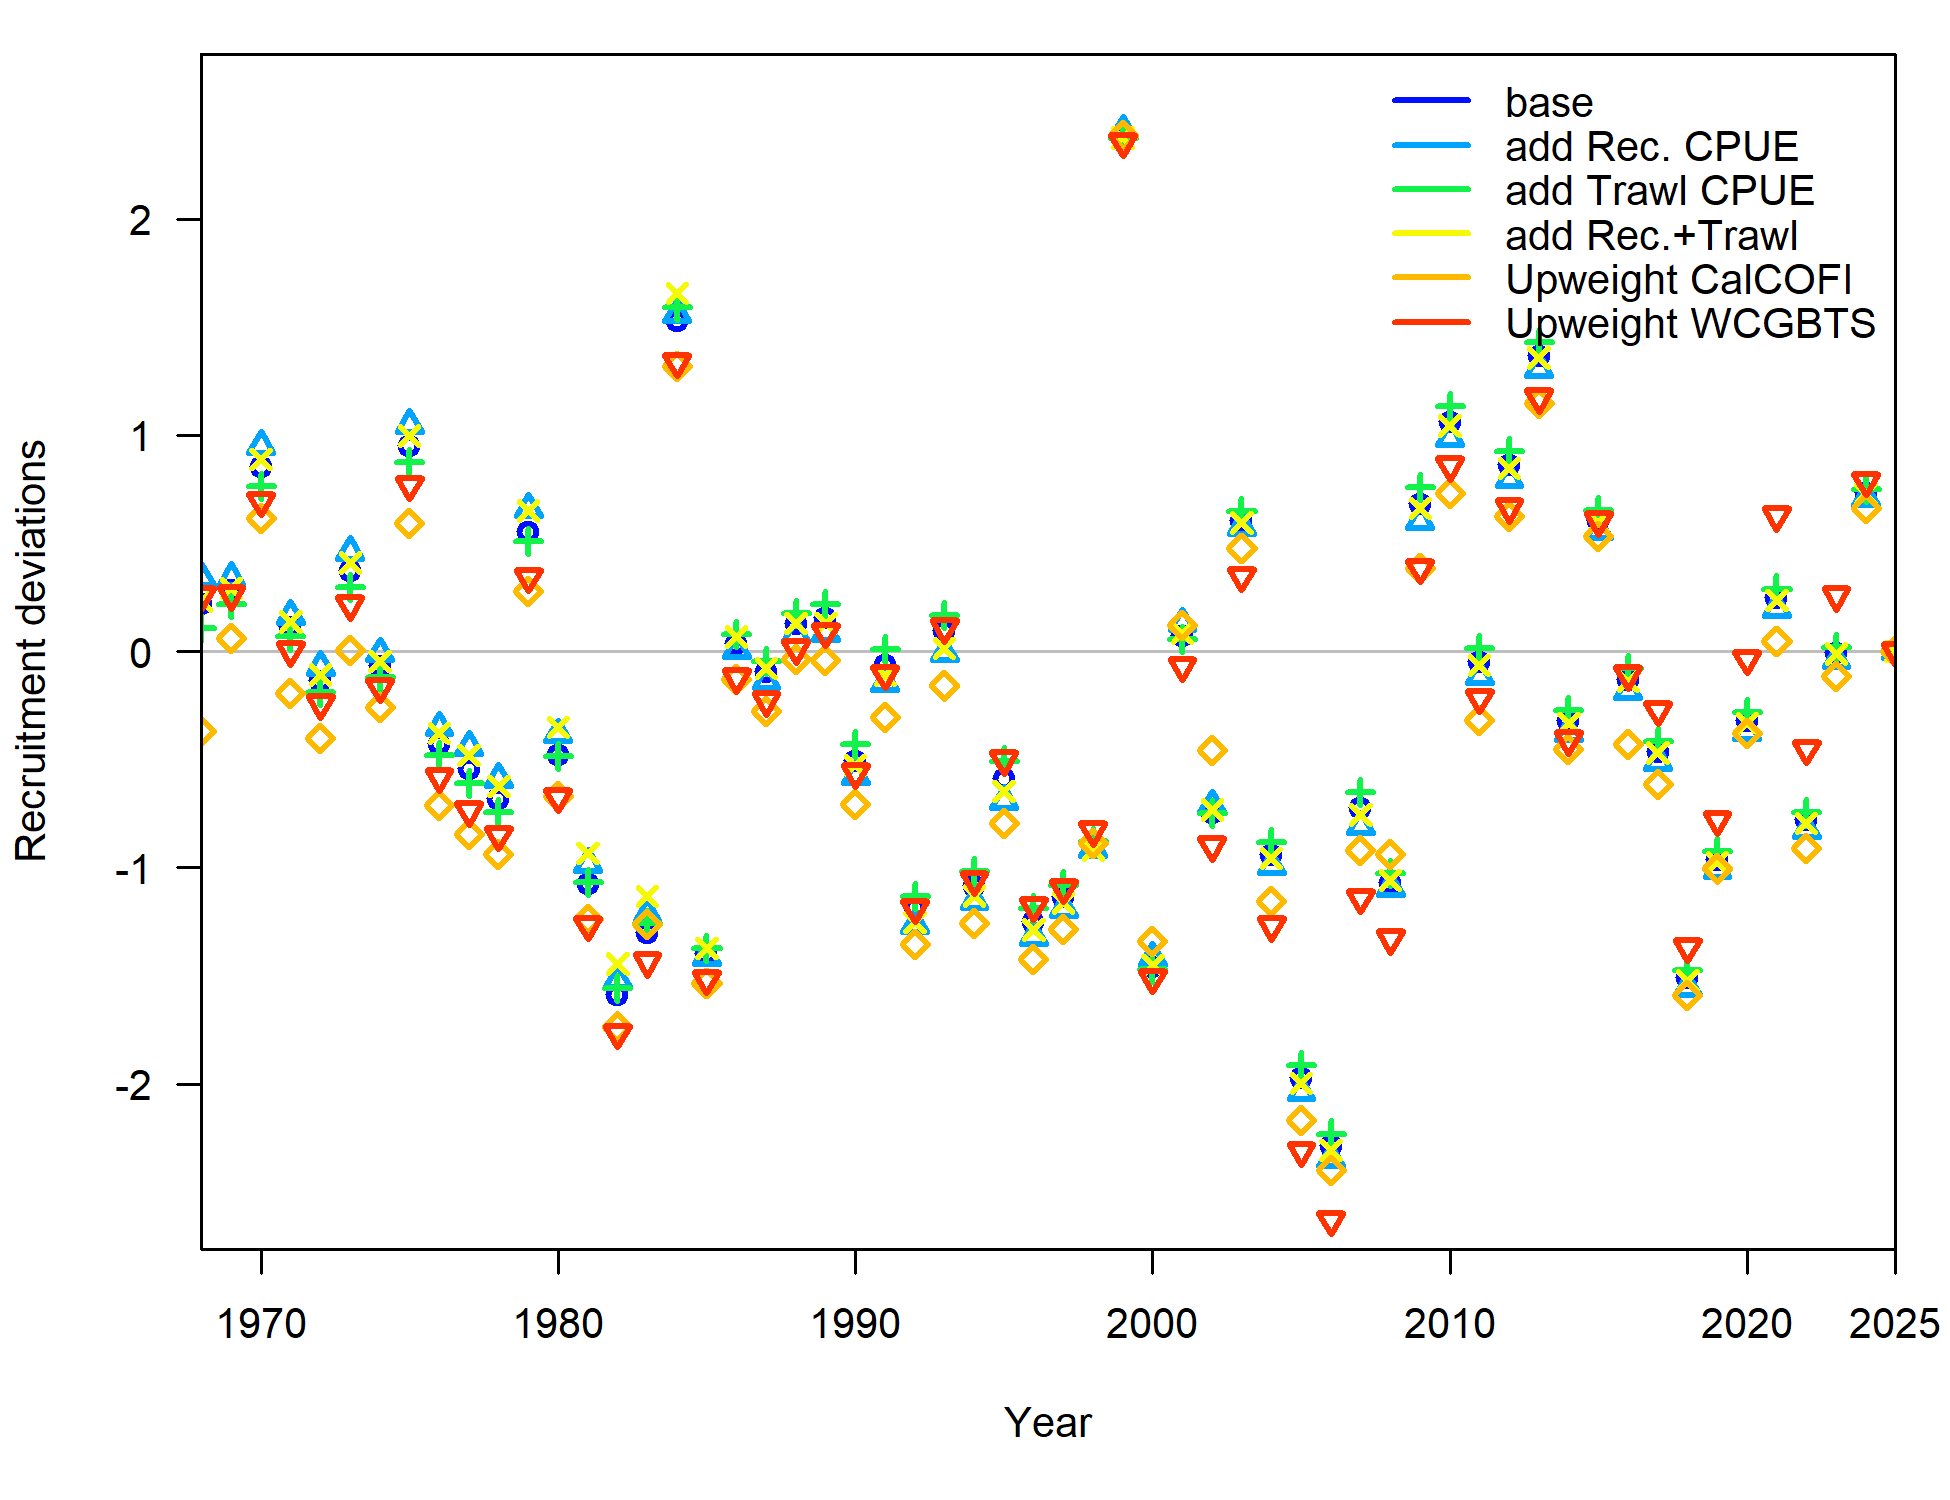 base
add Rec. CPUE
add Trawl CPUE
add Rec.+Trawl
Upweight CalCOFI
Upweight WCGBTS
Recruitment deviations
2
1
0
-1
-2
1970 1980 1990 2000 2010 2020 2025
Year